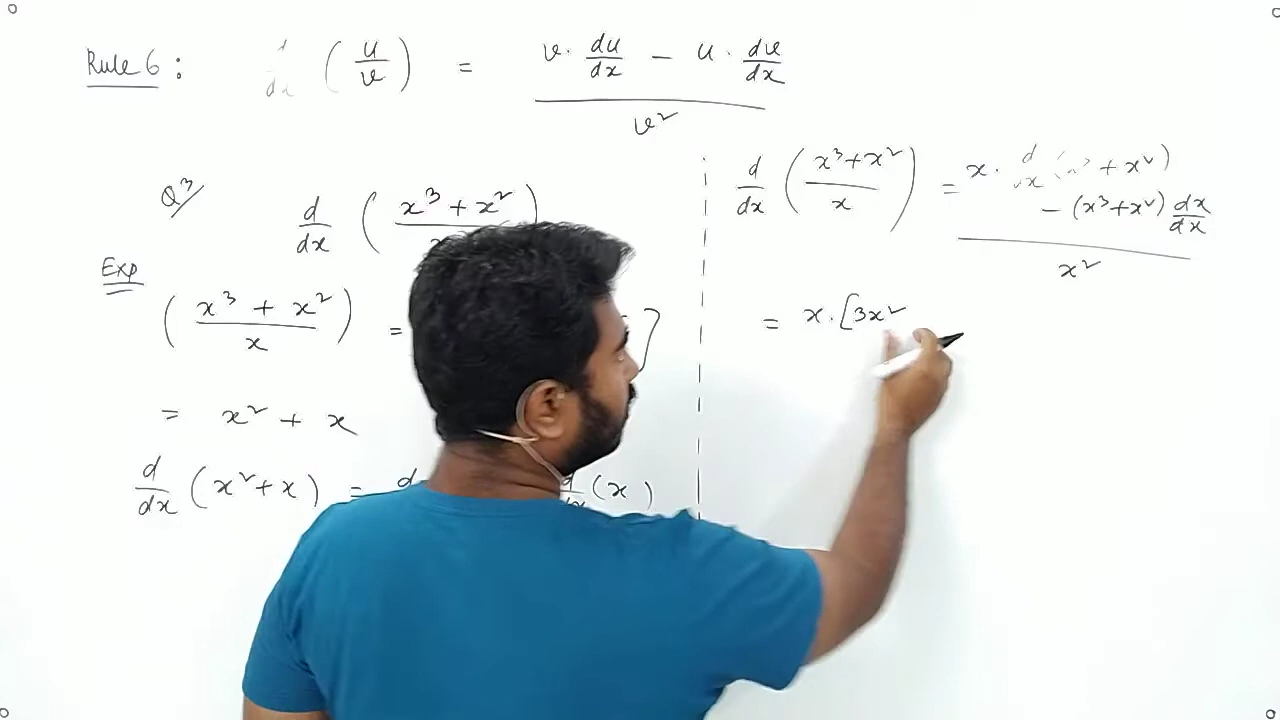 Rule 6 : d/dx ( u/v ) = v · du/dx − u · dv/dx / v²
Q3 d/dx ( x³ + x² )
Exp
( x³ + x² / x ) =
= x² + x
d/dx ( x² + x ) = d d/dx ( x )
d/dx ( x³ + x² / x ) = x · d/dx ( x³ + x² ) − ( x³ + x² ) dx/dx / x²
= x · [ 3x²